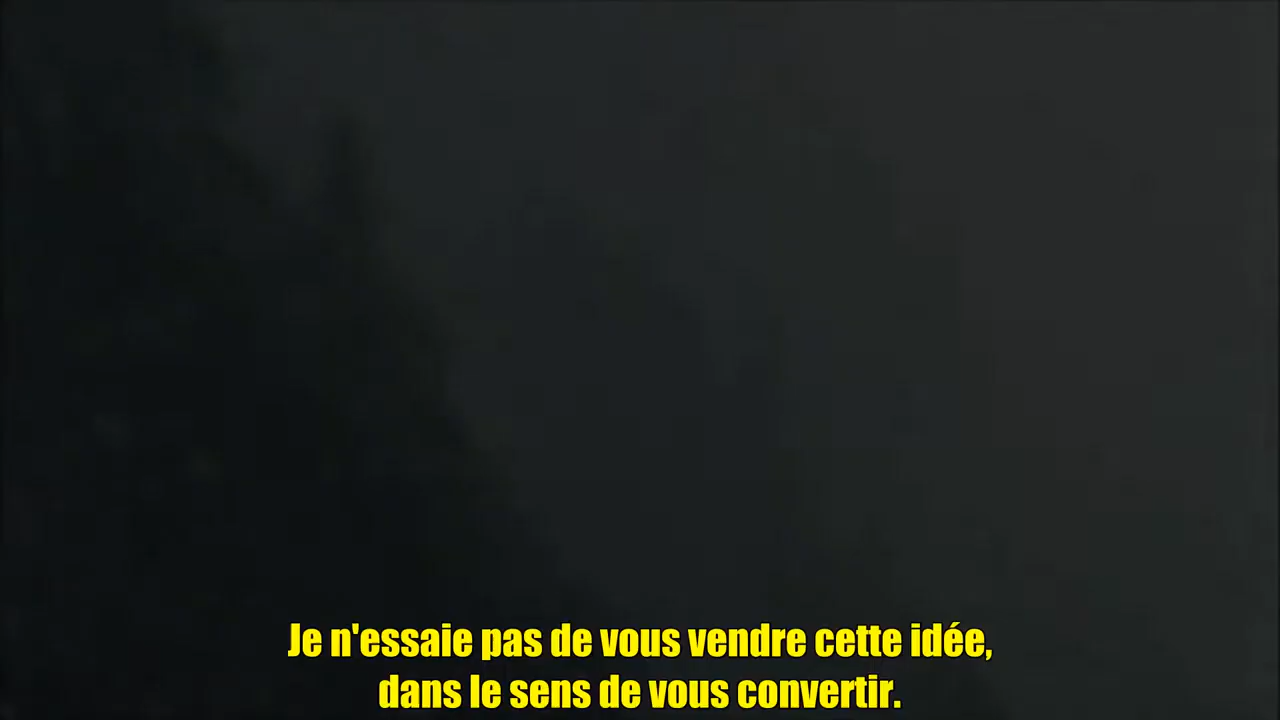 Je n'essaie pas de vous vendre cette idée,
dans le sens de vous convertir.